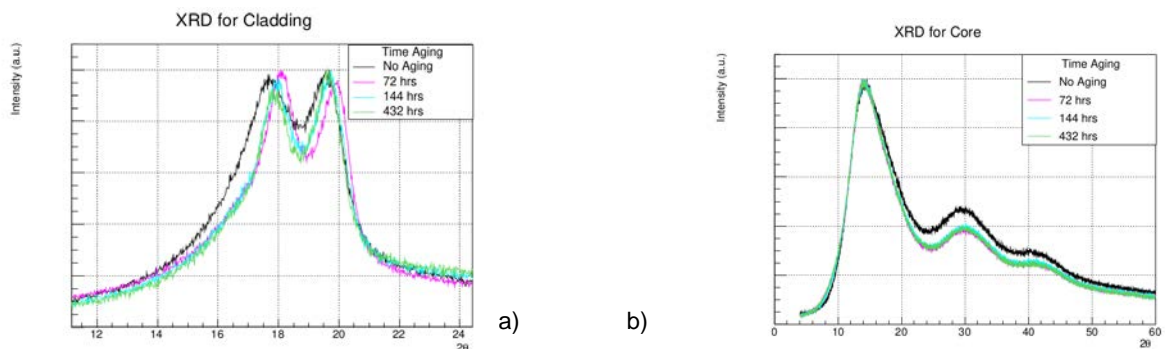 XRD for Cladding
Intensity (a.u.)
Time Aging
No Aging
72 hrs
144 hrs
432 hrs
12 14 16 18 20 22 24
2θ
a)
b)
XRD for Core
Intensity (a.u.)
Time Aging
No Aging
72 hrs
144 hrs
432 hrs
0 10 20 30 40 50 60
2θ